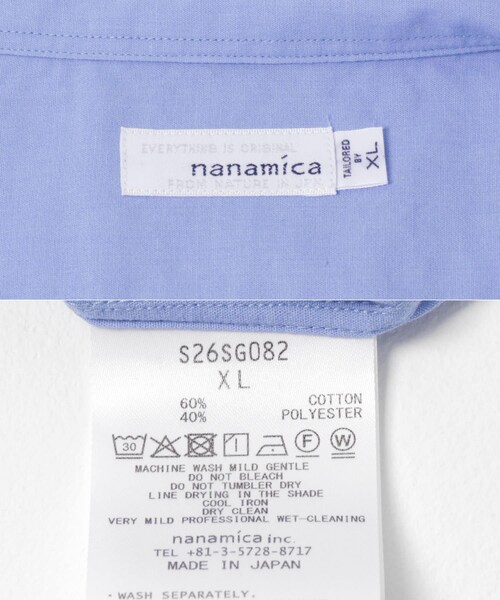 EVERYTHING IS ORIGINAL
nanamica
FROM NATURE IN
TAILORED
BY
XL
S26SG082
XL
60% COTTON
40% POLYESTER
30
F W
MACHINE WASH MILD GENTLE
DO NOT BLEACH
DO NOT TUMBLER DRY
LINE DRYING IN THE SHADE
COOL IRON
DRY CLEAN
VERY MILD PROFESSIONAL WET-CLEANING
nanamica inc.
TEL +81-3-5728-8717
MADE IN JAPAN
・WASH SEPARATELY.